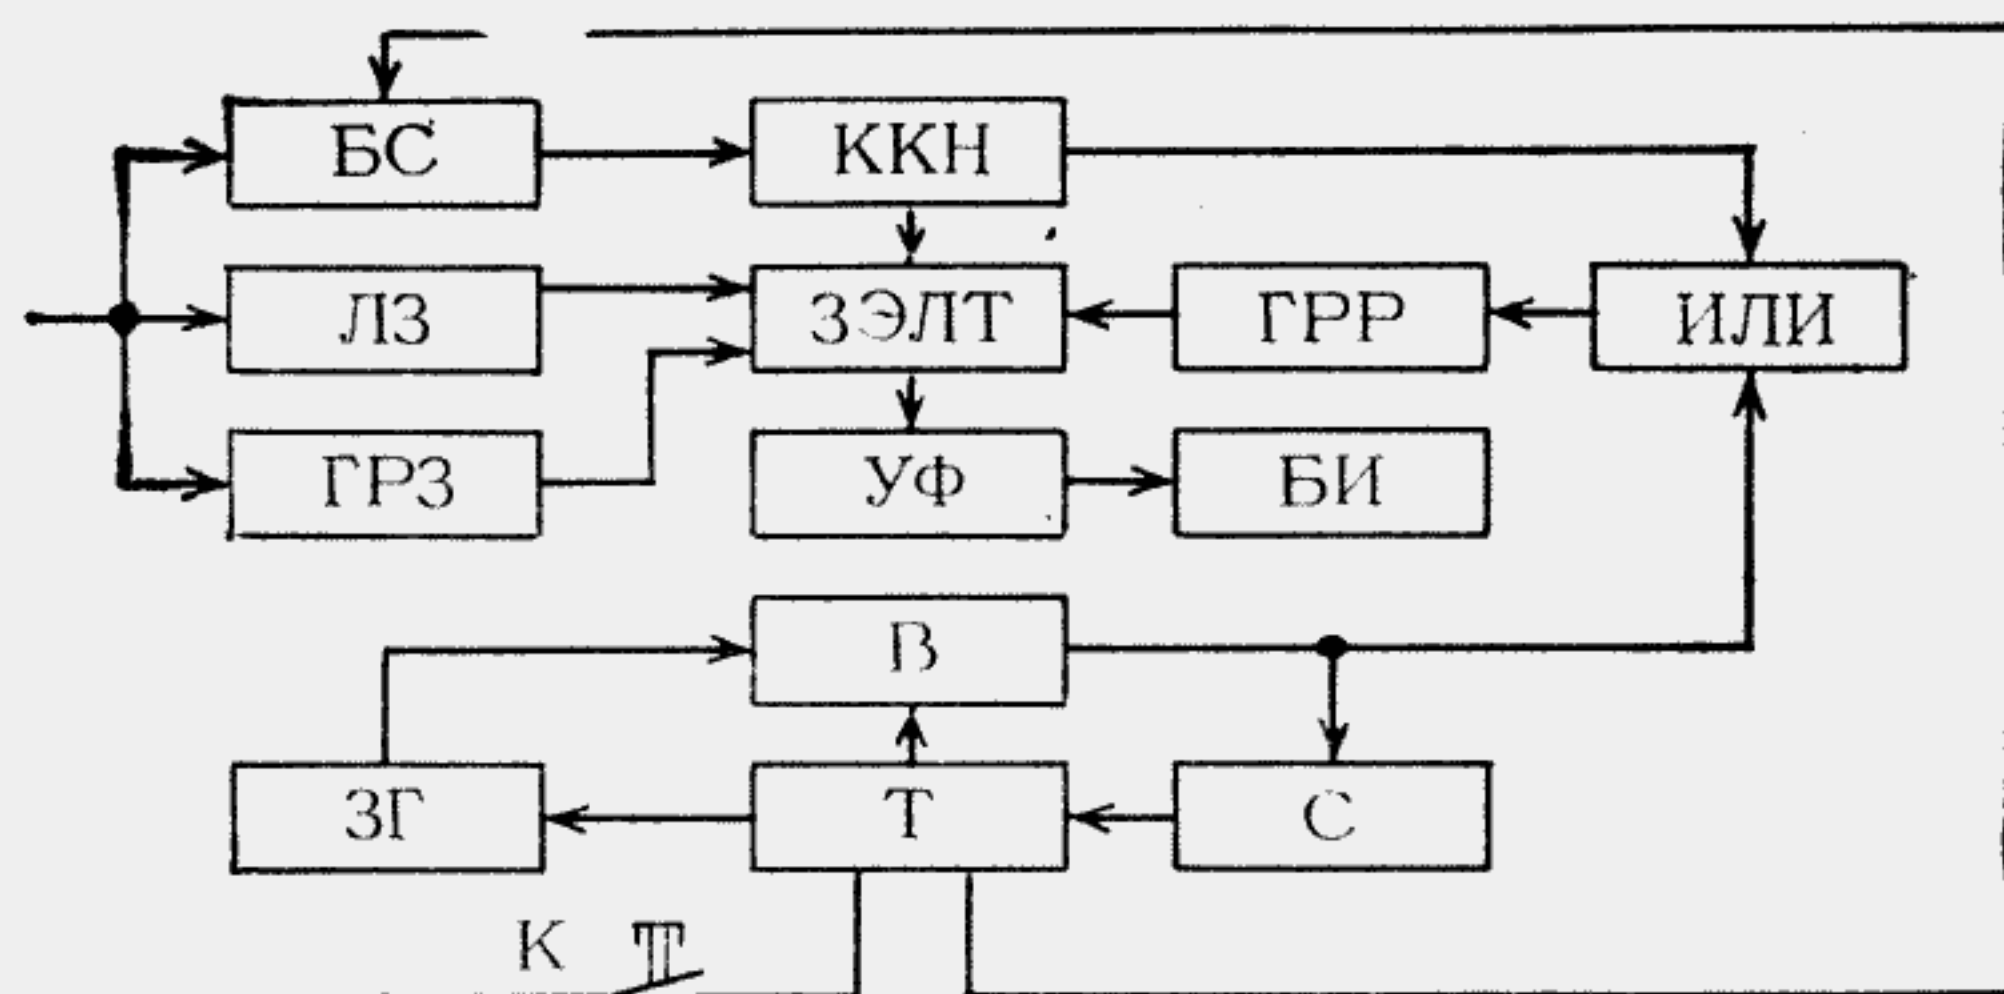 БС ККН
ЛЗ ЗЭЛТ ГРР ИЛИ
ГРЗ УФ БИ
В
ЗГ Т С
К